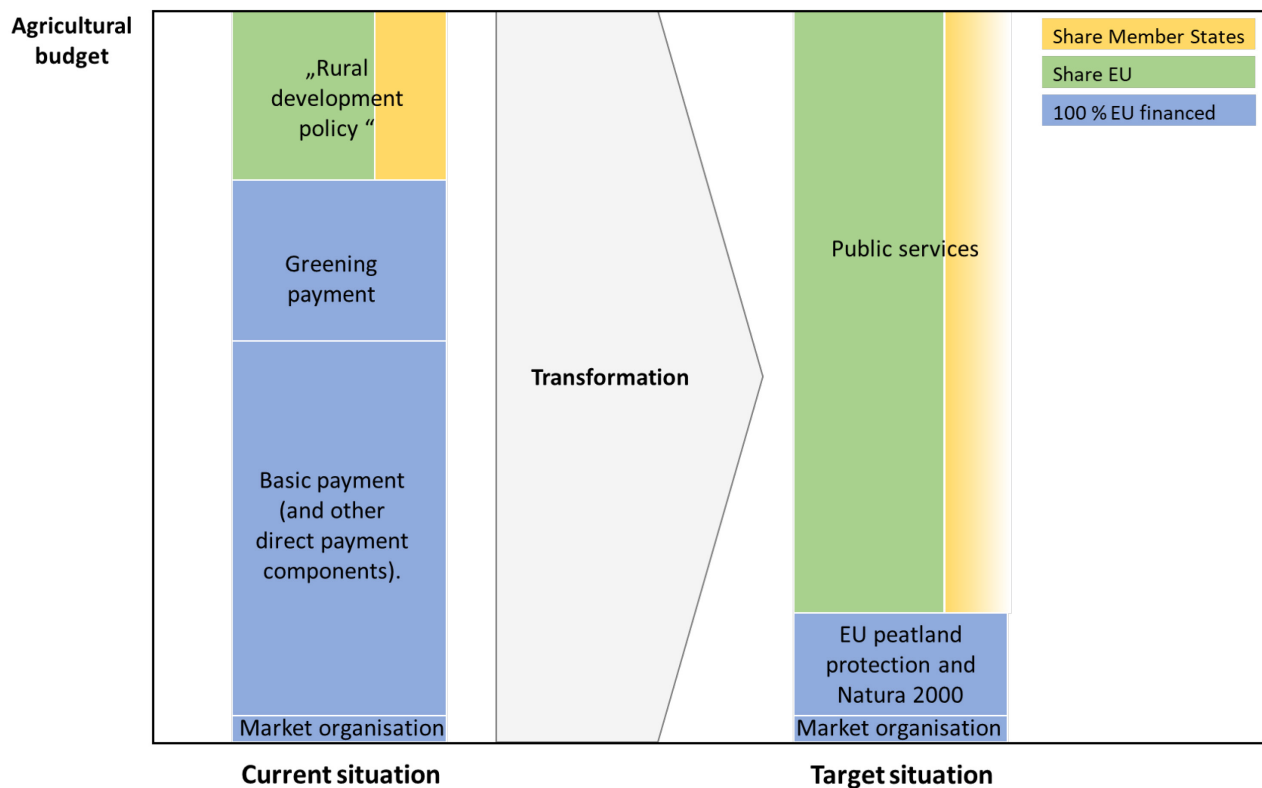 Agricultural
budget
„Rural
development
policy “
Greening
payment
Basic payment
(and other
direct payment
components).
Market organisation
Current situation
Transformation
Public services
EU peatland
protection and
Natura 2000
Market organisation
Target situation
Share Member States
Share EU
100 % EU financed